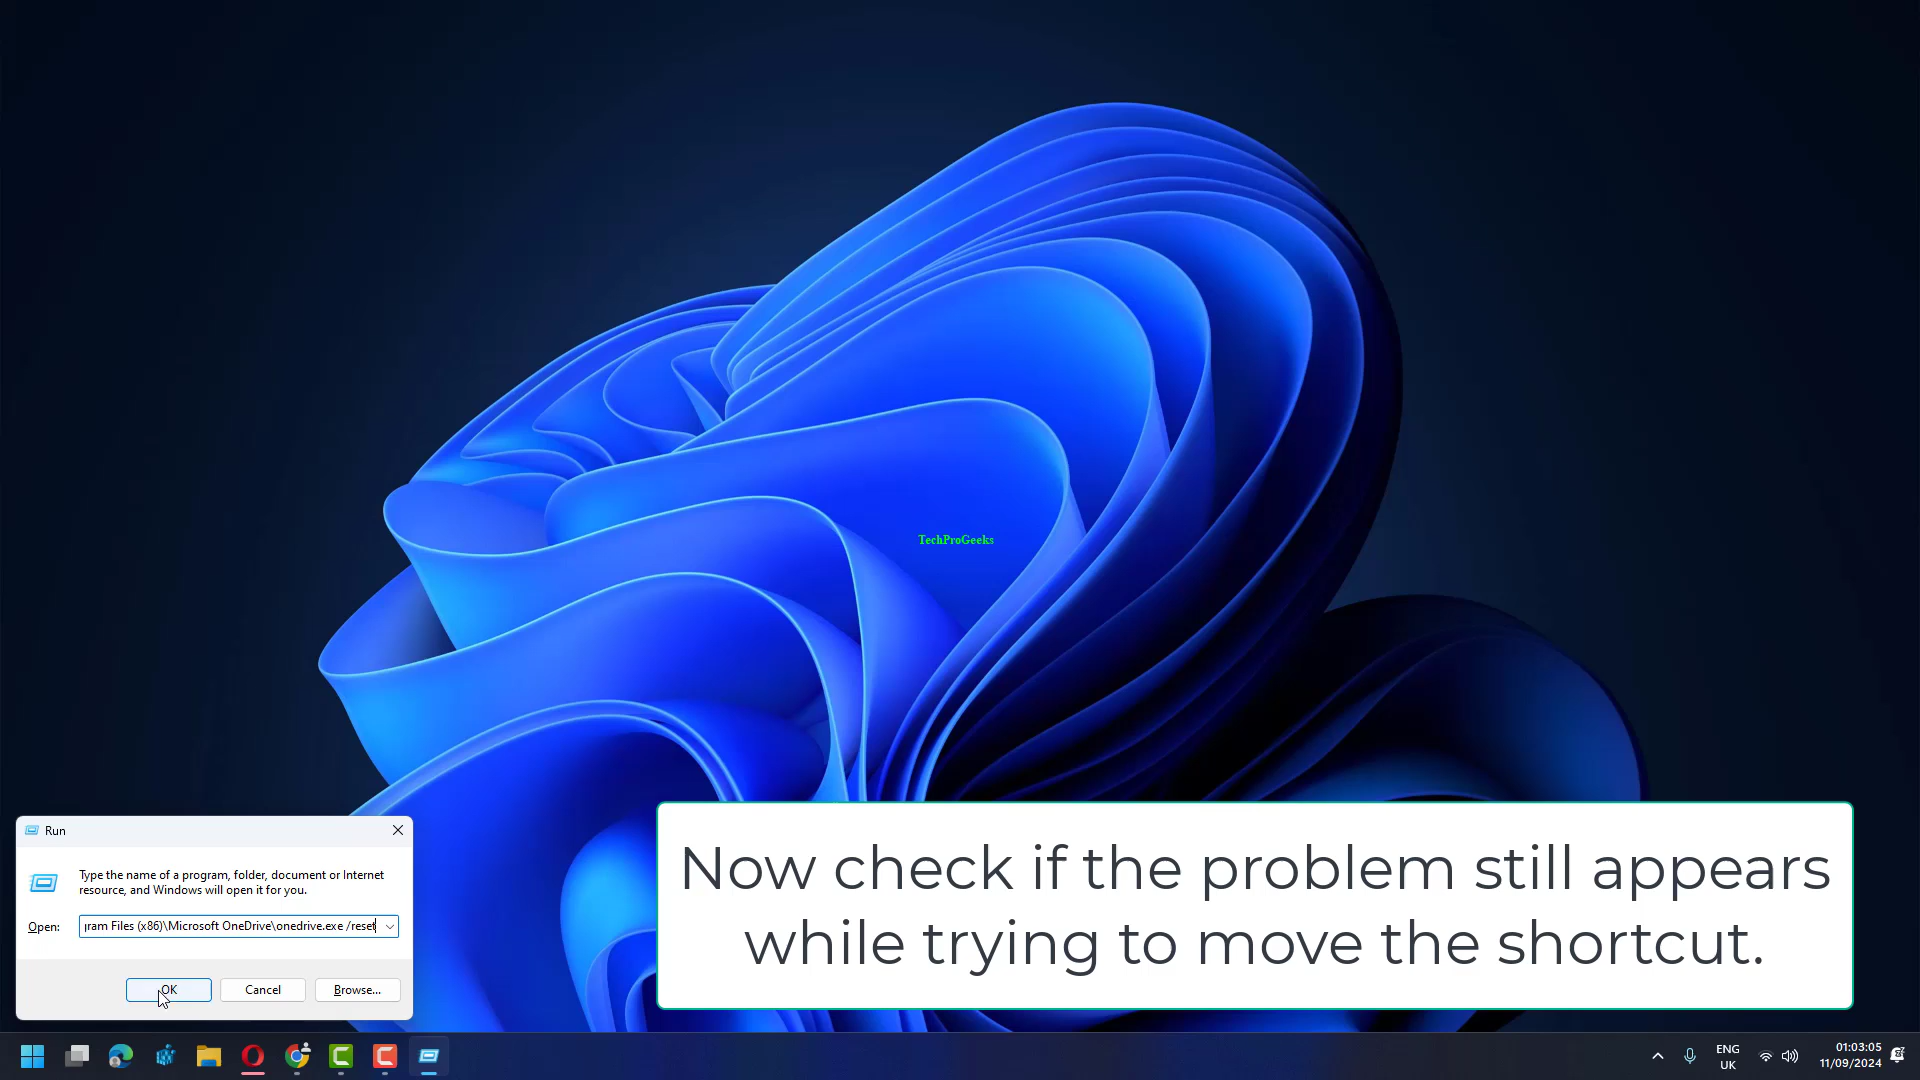 TechProGeeks
Now check if the problem still appears
while trying to move the shortcut.
Run
Type the name of a program, folder, document or Internet
resource, and Windows will open it for you.
Open:
ram Files (x86)\Microsoft OneDrive\onedrive.exe /reset
OK
Cancel
Browse...
ENG
UK
01:03:05
11/09/2024